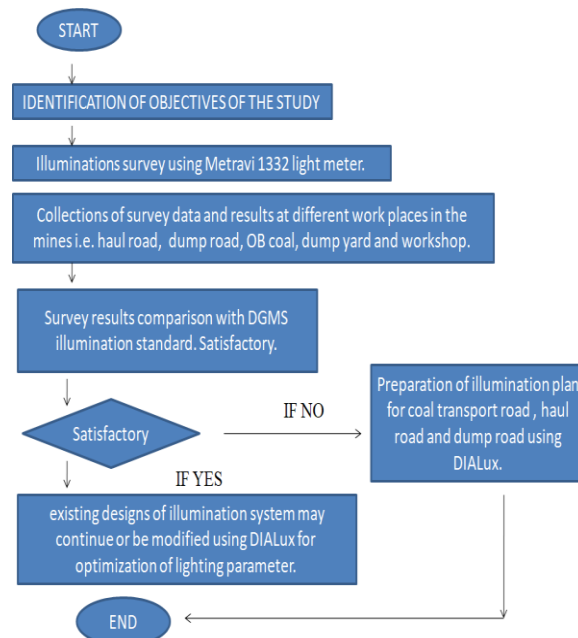 START
IDENTIFICATION OF OBJECTIVES OF THE STUDY
Illuminations survey using Metravi 1332 light meter.
Collections of survey data and results at different work places in the
mines i.e. haul road, dump road, OB coal, dump yard and workshop.
Survey results comparison with DGMS
illumination standard. Satisfactory.
Satisfactory
IF NO
Preparation of illumination plan
for coal transport road , haul
road and dump road using
DIALux.
IF YES
existing designs of illumination system may
continue or be modified using DIALux for
optimization of lighting parameter.
END